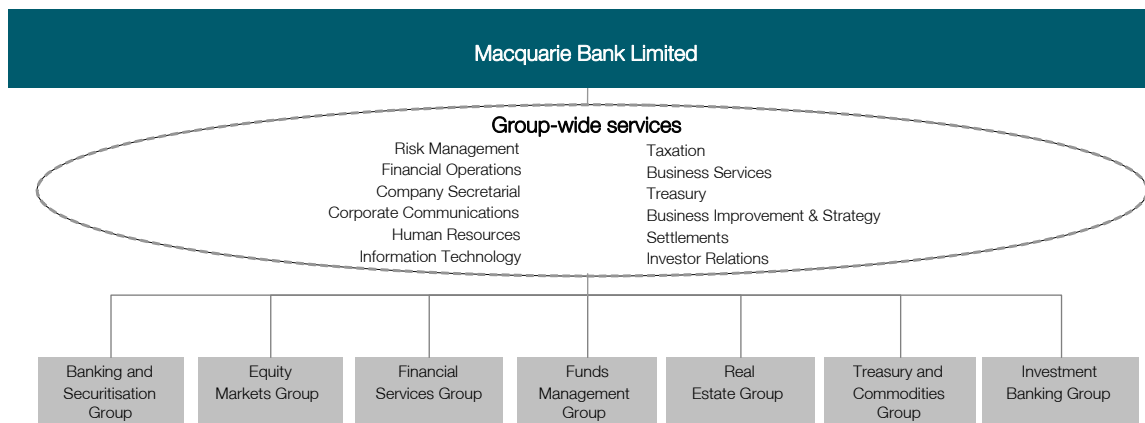 Macquarie Bank Limited
Group-wide services
Risk Management
Financial Operations
Company Secretarial
Corporate Communications
Human Resources
Information Technology
Taxation
Business Services
Treasury
Business Improvement & Strategy
Settlements
Investor Relations
Banking and
Securitisation
Group
Equity
Markets Group
Financial
Services Group
Funds
Management
Group
Real
Estate Group
Treasury and
Commodities
Group
Investment
Banking Group